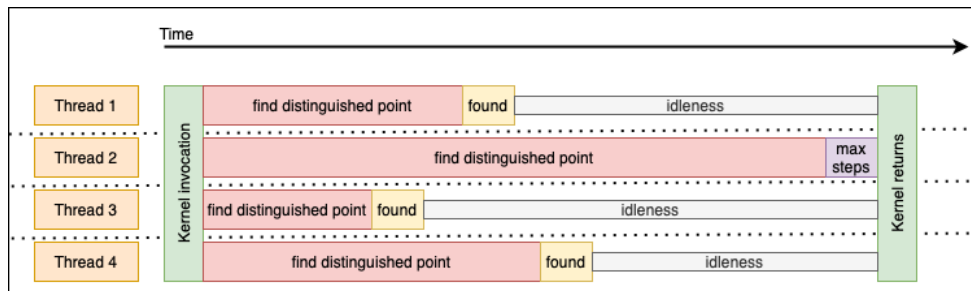 Time
Thread 1
find distinguished point
found
idleness
Thread 2
find distinguished point
max
steps
Thread 3
find distinguished point
found
idleness
Thread 4
find distinguished point
found
idleness
Kernel invocation
Kernel returns